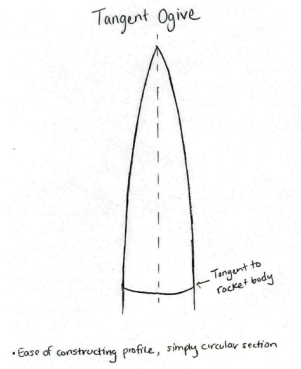 Tangent Ogive
Tangent to
rocket body
• Ease of constructing profile, simply circular section